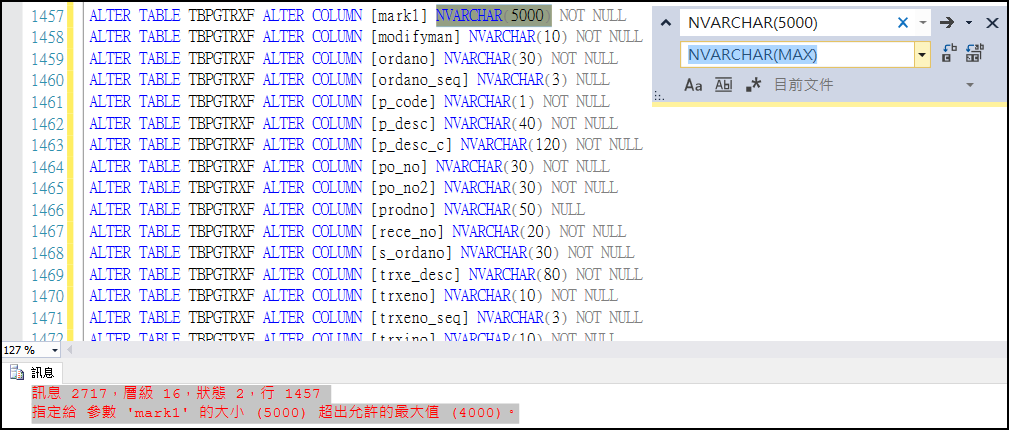 1457 ALTER TABLE TBPGTRXF ALTER COLUMN [mark1] NVARCHAR(5000) NOT NULL
1458 ALTER TABLE TBPGTRXF ALTER COLUMN [modifyman] NVARCHAR(10) NOT NULL
1459 ALTER TABLE TBPGTRXF ALTER COLUMN [ordano] NVARCHAR(30) NOT NULL
1460 ALTER TABLE TBPGTRXF ALTER COLUMN [ordano_seq] NVARCHAR(3) NOT NULL
1461 ALTER TABLE TBPGTRXF ALTER COLUMN [p_code] NVARCHAR(1) NOT NULL
1462 ALTER TABLE TBPGTRXF ALTER COLUMN [p_desc] NVARCHAR(40) NOT NULL
1463 ALTER TABLE TBPGTRXF ALTER COLUMN [p_desc_c] NVARCHAR(120) NOT NULL
1464 ALTER TABLE TBPGTRXF ALTER COLUMN [po_no] NVARCHAR(30) NOT NULL
1465 ALTER TABLE TBPGTRXF ALTER COLUMN [po_no2] NVARCHAR(30) NOT NULL
1466 ALTER TABLE TBPGTRXF ALTER COLUMN [prodno] NVARCHAR(50) NULL
1467 ALTER TABLE TBPGTRXF ALTER COLUMN [rece_no] NVARCHAR(20) NOT NULL
1468 ALTER TABLE TBPGTRXF ALTER COLUMN [s_ordano] NVARCHAR(30) NOT NULL
1469 ALTER TABLE TBPGTRXF ALTER COLUMN [trxe_desc] NVARCHAR(80) NOT NULL
1470 ALTER TABLE TBPGTRXF ALTER COLUMN [trxeno] NVARCHAR(10) NOT NULL
1471 ALTER TABLE TBPGTRXF ALTER COLUMN [trxeno_seq] NVARCHAR(3) NOT NULL
1472 ALTER TABLE TBPGTRXF ALTER COLUMN [trxino] NVARCHAR(10) NOT NULL
NVARCHAR(5000)
NVARCHAR(MAX)
Aa Ab| .* 目前文件
127 %
訊息
訊息 2717，層級 16，狀態 2，行 1457
指定給 參數 'mark1' 的大小 (5000) 超出允許的最大值 (4000)。